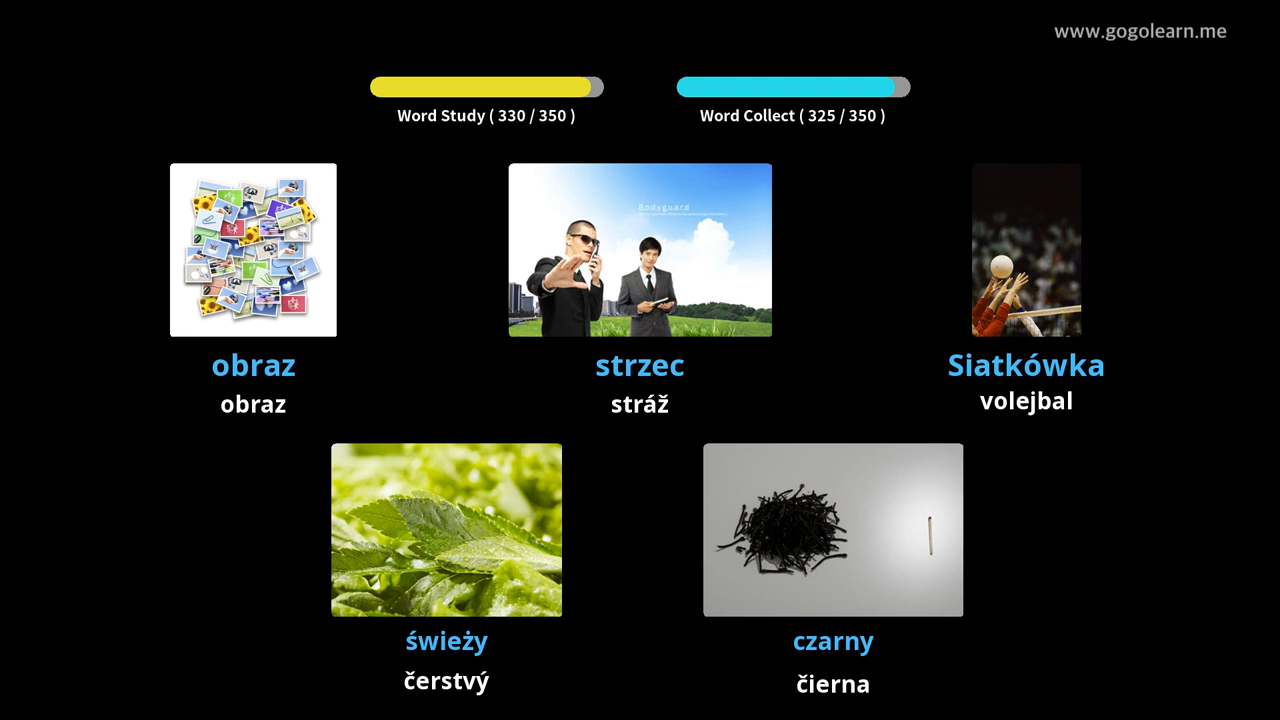 www.gogolearn.me
Word Study ( 330 / 350 )
Word Collect ( 325 / 350 )
Bodyguard
obraz
obraz
strzec
stráž
Siatkówka
volejbal
świeży
čerstvý
czarny
čierna